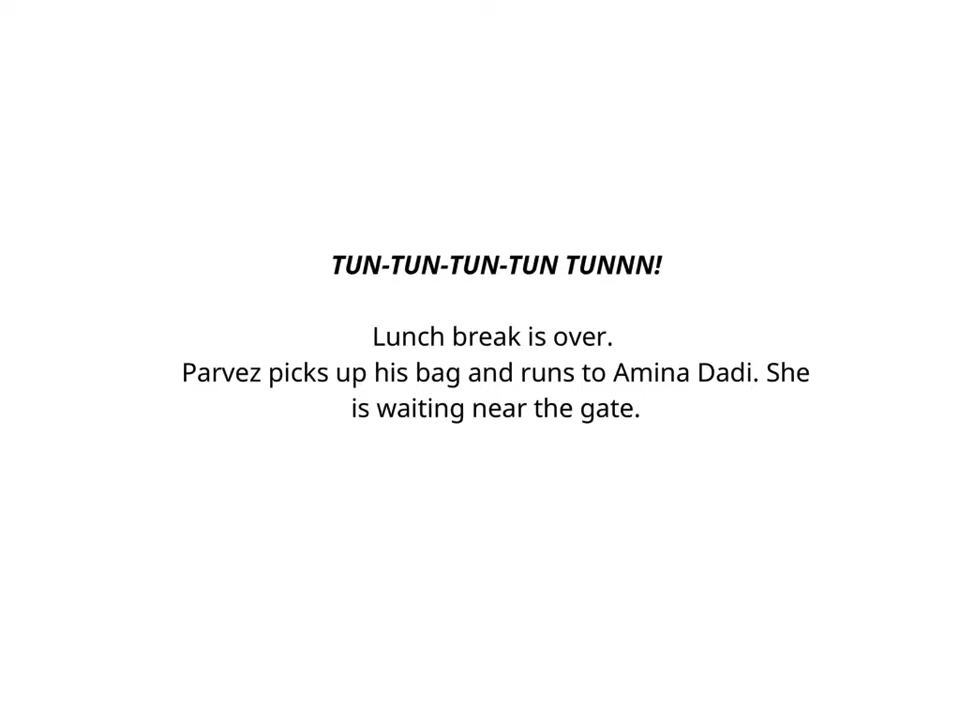 TUN-TUN-TUN-TUN TUNNN!
Lunch break is over.
Parvez picks up his bag and runs to Amina Dadi. She
is waiting near the gate.